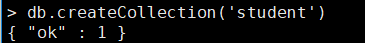 > db.createCollection('student')
{ "ok" : 1 }